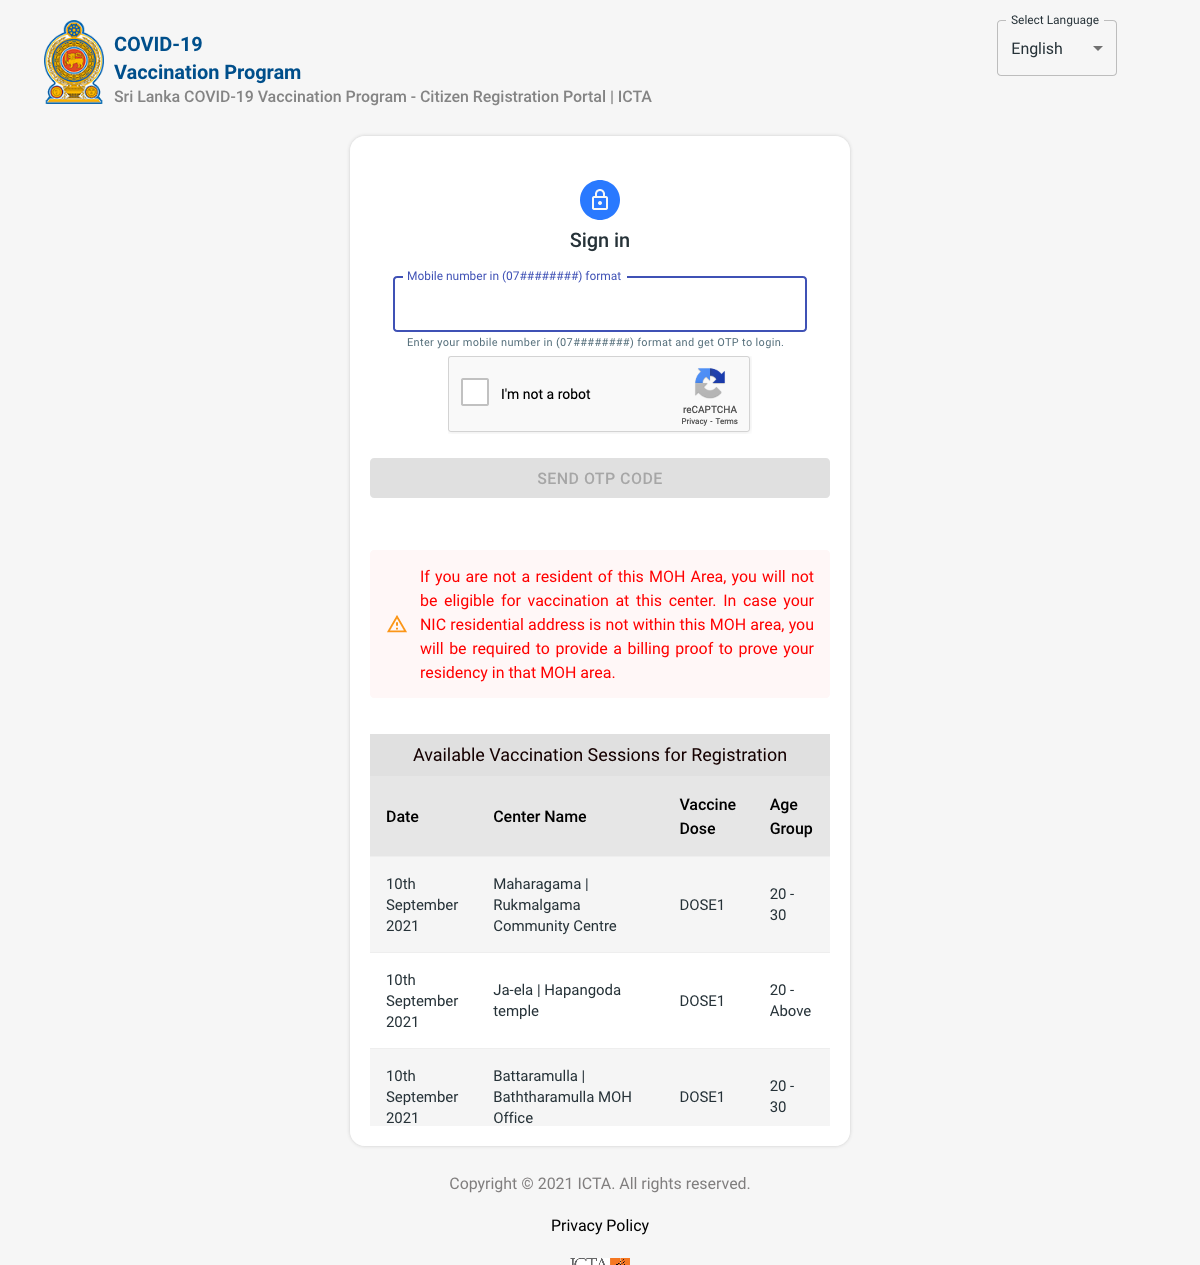 COVID-19
Vaccination Program
Sri Lanka COVID-19 Vaccination Program - Citizen Registration Portal | ICTA
Select Language
English
Sign in
Mobile number in (07########) format
Enter your mobile number in (07########) format and get OTP to login.
I'm not a robot
reCAPTCHA
Privacy - Terms
SEND OTP CODE
If you are not a resident of this MOH Area, you will not
be eligible for vaccination at this center. In case your
NIC residential address is not within this MOH area, you
will be required to provide a billing proof to prove your
residency in that MOH area.
Available Vaccination Sessions for Registration
Date Center Name Vaccine Dose Age Group
10th September 2021 Maharagama | Rukmalgama Community Centre DOSE1 20 - 30
10th September 2021 Ja-ela | Hapangoda temple DOSE1 20 - Above
10th September 2021 Battaramulla | Baththaramulla MOH Office DOSE1 20 - 30
Copyright © 2021 ICTA. All rights reserved.
Privacy Policy
ICTA